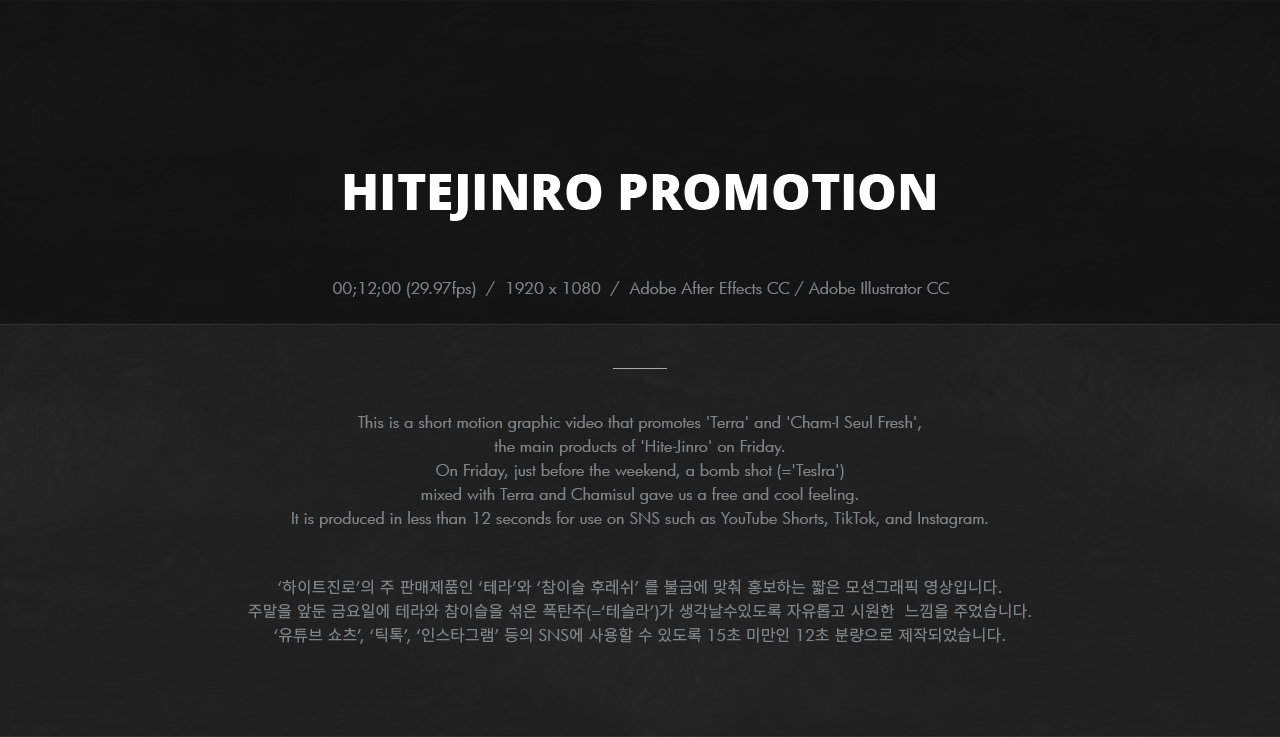 HITEJINRO PROMOTION
00;12;00 (29.97fps) / 1920 x 1080 / Adobe After Effects CC / Adobe Illustrator CC
This is a short motion graphic video that promotes 'Terra' and 'Cham-I Seul Fresh',
the main products of 'Hite-Jinro' on Friday.
On Friday, just before the weekend, a bomb shot (='Teslra')
mixed with Terra and Chamisul gave us a free and cool feeling.
It is produced in less than 12 seconds for use on SNS such as YouTube Shorts, TikTok, and Instagram.
‘하이트진로’의 주 판매제품인 ‘테라’와 ‘참이슬 후레쉬’ 를 불금에 맞춰 홍보하는 짧은 모션그래픽 영상입니다.
주말을 앞둔 금요일에 테라와 참이슬을 섞은 폭탄주(=‘테슬라’)가 생각날수있도록 자유롭고 시원한  느낌을 주었습니다.
‘유튜브 쇼츠’, ‘틱톡’, ‘인스타그램’ 등의 SNS에 사용할 수 있도록 15초 미만인 12초 분량으로 제작되었습니다.